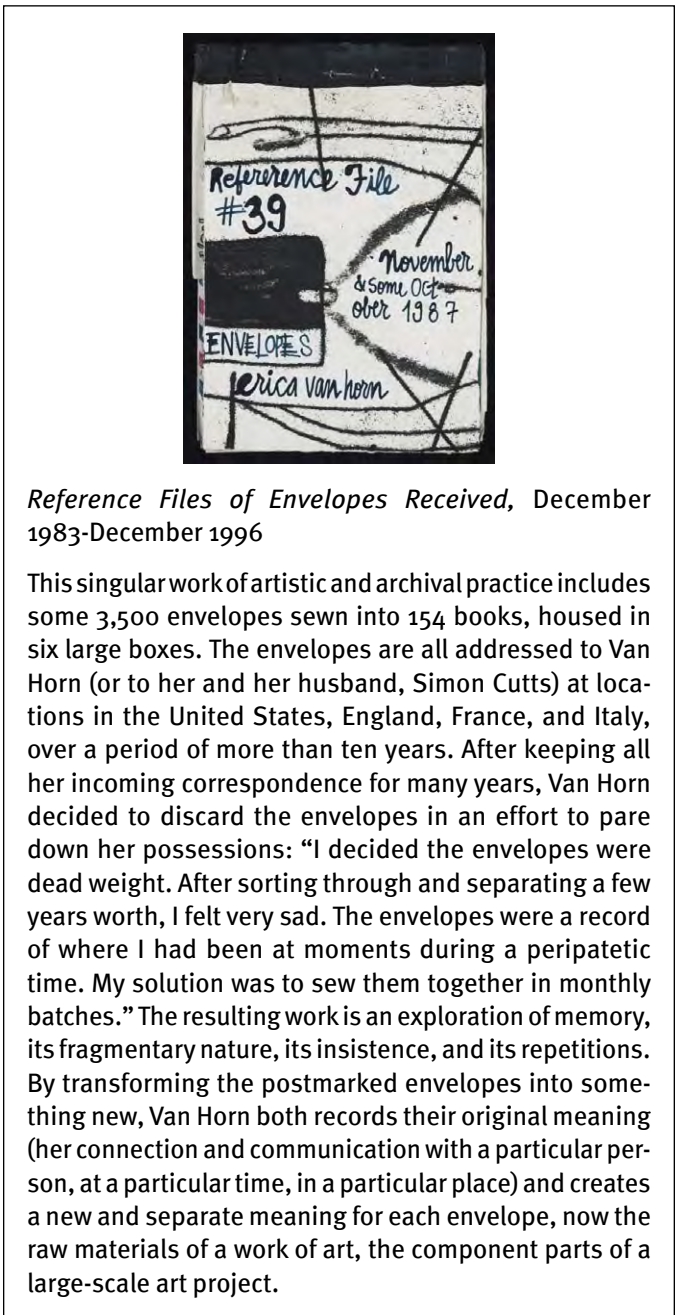 Refererence File
#39
November
& Some Oct-
ober 1987
ENVELOPES
erica van horn
Reference Files of Envelopes Received, December
1983-December 1996
This singular work of artistic and archival practice includes
some 3,500 envelopes sewn into 154 books, housed in
six large boxes. The envelopes are all addressed to Van
Horn (or to her and her husband, Simon Cutts) at loca-
tions in the United States, England, France, and Italy,
over a period of more than ten years. After keeping all
her incoming correspondence for many years, Van Horn
decided to discard the envelopes in an effort to pare
down her possessions: “I decided the envelopes were
dead weight. After sorting through and separating a few
years worth, I felt very sad. The envelopes were a record
of where I had been at moments during a peripatetic
time. My solution was to sew them together in monthly
batches.” The resulting work is an exploration of memory,
its fragmentary nature, its insistence, and its repetitions.
By transforming the postmarked envelopes into some-
thing new, Van Horn both records their original meaning
(her connection and communication with a particular per-
son, at a particular time, in a particular place) and creates
a new and separate meaning for each envelope, now the
raw materials of a work of art, the component parts of a
large-scale art project.